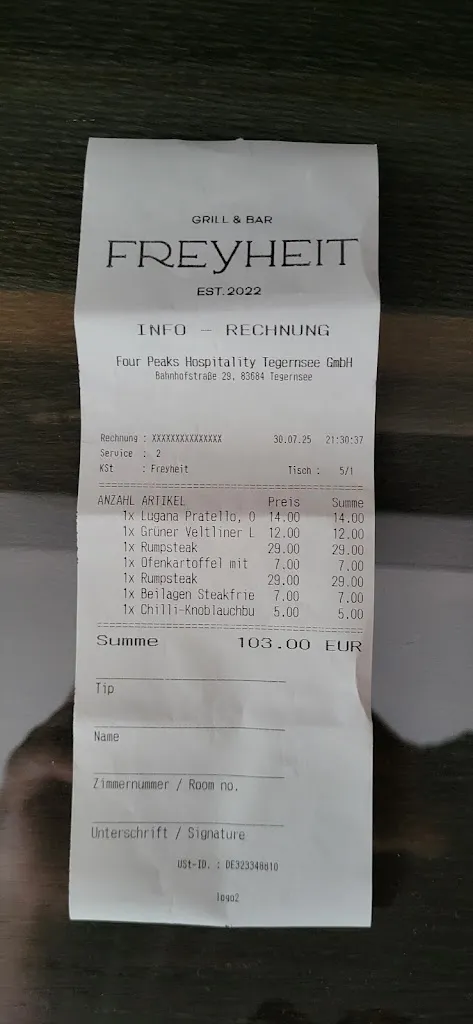 GRILL & BAR
FREYHEIT
EST. 2022
INFO - RECHNUNG
Four Peaks Hospitality Tegernsee GmbH
Bahnhofstraße 29, 83684 Tegernsee
Rechnung : XXXXXXXXXXXXXXX 30.07.25 21:30:37
Service : 2
KSt : Freyheit Tisch : 5/1
ANZAHL ARTIKEL Preis Summe
1x Lugana Pratello, O 14.00 14.00
1x Grüner Veltliner L 12.00 12.00
1x Rumpsteak 29.00 29.00
1x Ofenkartoffel mit 7.00 7.00
1x Rumpsteak 29.00 29.00
1x Beilagen Steakfrie 7.00 7.00
1x Chilli-Knoblauchbu 5.00 5.00
Summe 103.00 EUR
Tip
Name
Zimmernummer / Room no.
Unterschrift / Signature
USt-ID. : DE323348810
logo2